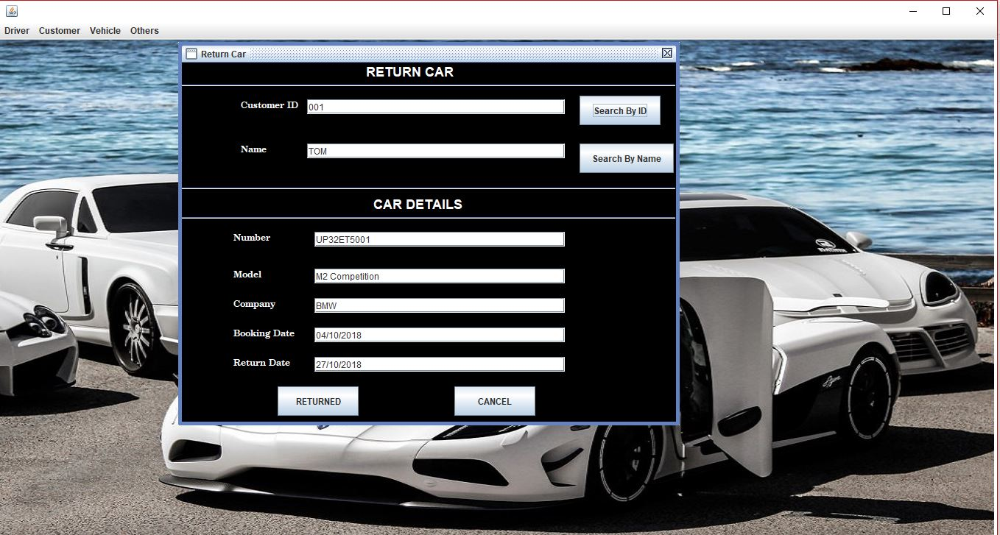 Driver Customer Vehicle Others
Return Car
RETURN CAR
Customer ID 001 Search By ID
Name TOM Search By Name
CAR DETAILS
Number UP32ET5001
Model M2 Competition
Company BMW
Booking Date 04/10/2018
Return Date 27/10/2018
RETURNED CANCEL